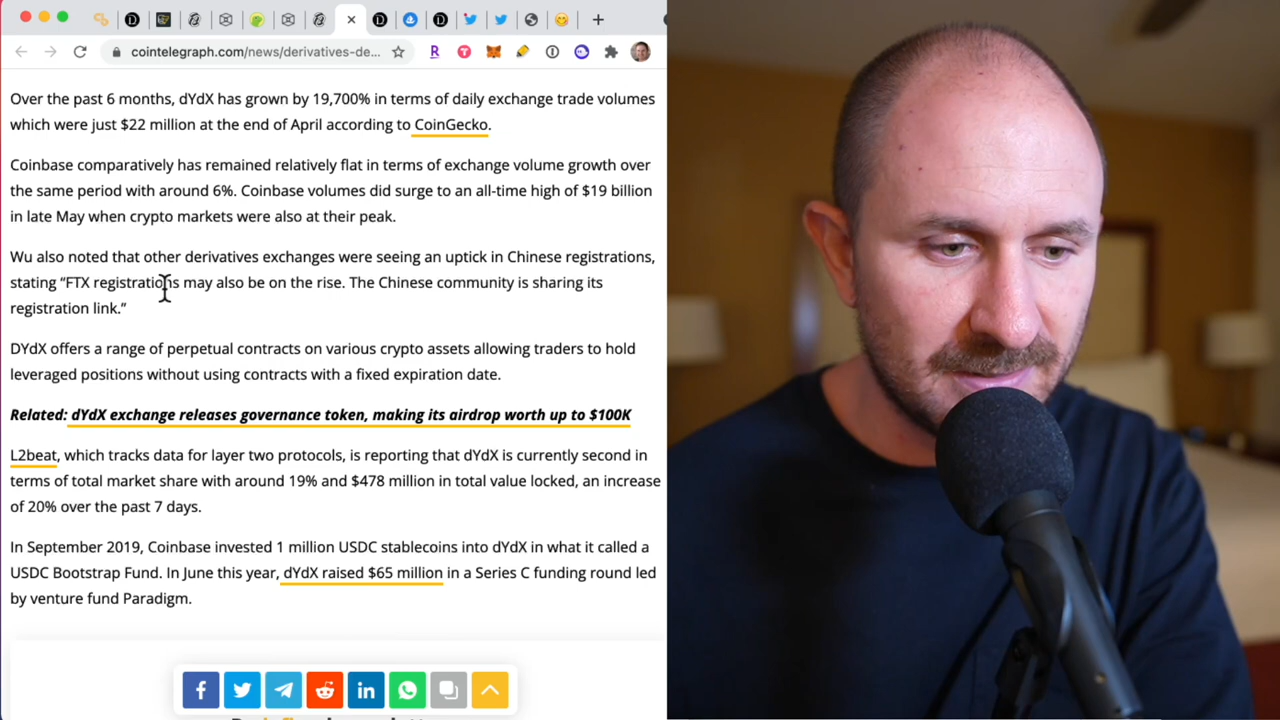 cointelegraph.com/news/derivatives-de...
Over the past 6 months, dYdX has grown by 19,700% in terms of daily exchange trade volumes
which were just $22 million at the end of April according to CoinGecko.
Coinbase comparatively has remained relatively flat in terms of exchange volume growth over
the same period with around 6%. Coinbase volumes did surge to an all-time high of $19 billion
in late May when crypto markets were also at their peak.
Wu also noted that other derivatives exchanges were seeing an uptick in Chinese registrations,
stating “FTX registrations may also be on the rise. The Chinese community is sharing its
registration link.”
DYdX offers a range of perpetual contracts on various crypto assets allowing traders to hold
leveraged positions without using contracts with a fixed expiration date.
Related: dYdX exchange releases governance token, making its airdrop worth up to $100K
L2beat, which tracks data for layer two protocols, is reporting that dYdX is currently second in
terms of total market share with around 19% and $478 million in total value locked, an increase
of 20% over the past 7 days.
In September 2019, Coinbase invested 1 million USDC stablecoins into dYdX in what it called a
USDC Bootstrap Fund. In June this year, dYdX raised $65 million in a Series C funding round led
by venture fund Paradigm.